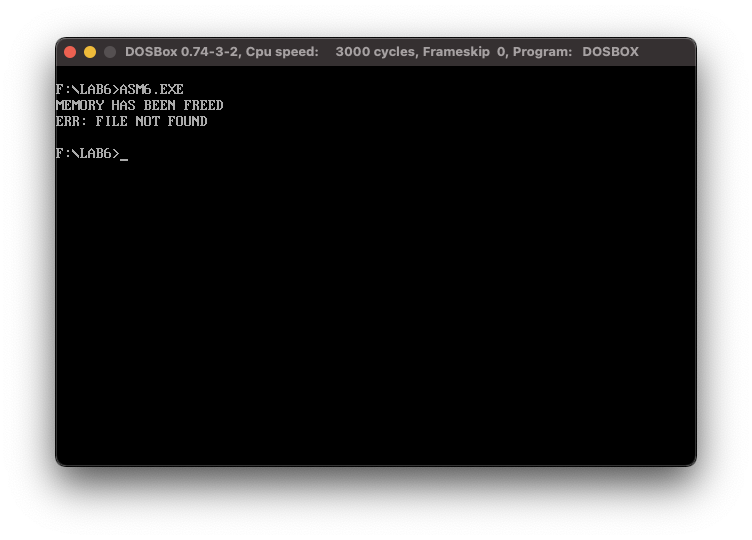 DOSBox 0.74-3-2, Cpu speed:    3000 cycles, Frameskip  0, Program:   DOSBOX
F:\LAB6>ASM6.EXE
MEMORY HAS BEEN FREED
ERR: FILE NOT FOUND
F:\LAB6>_